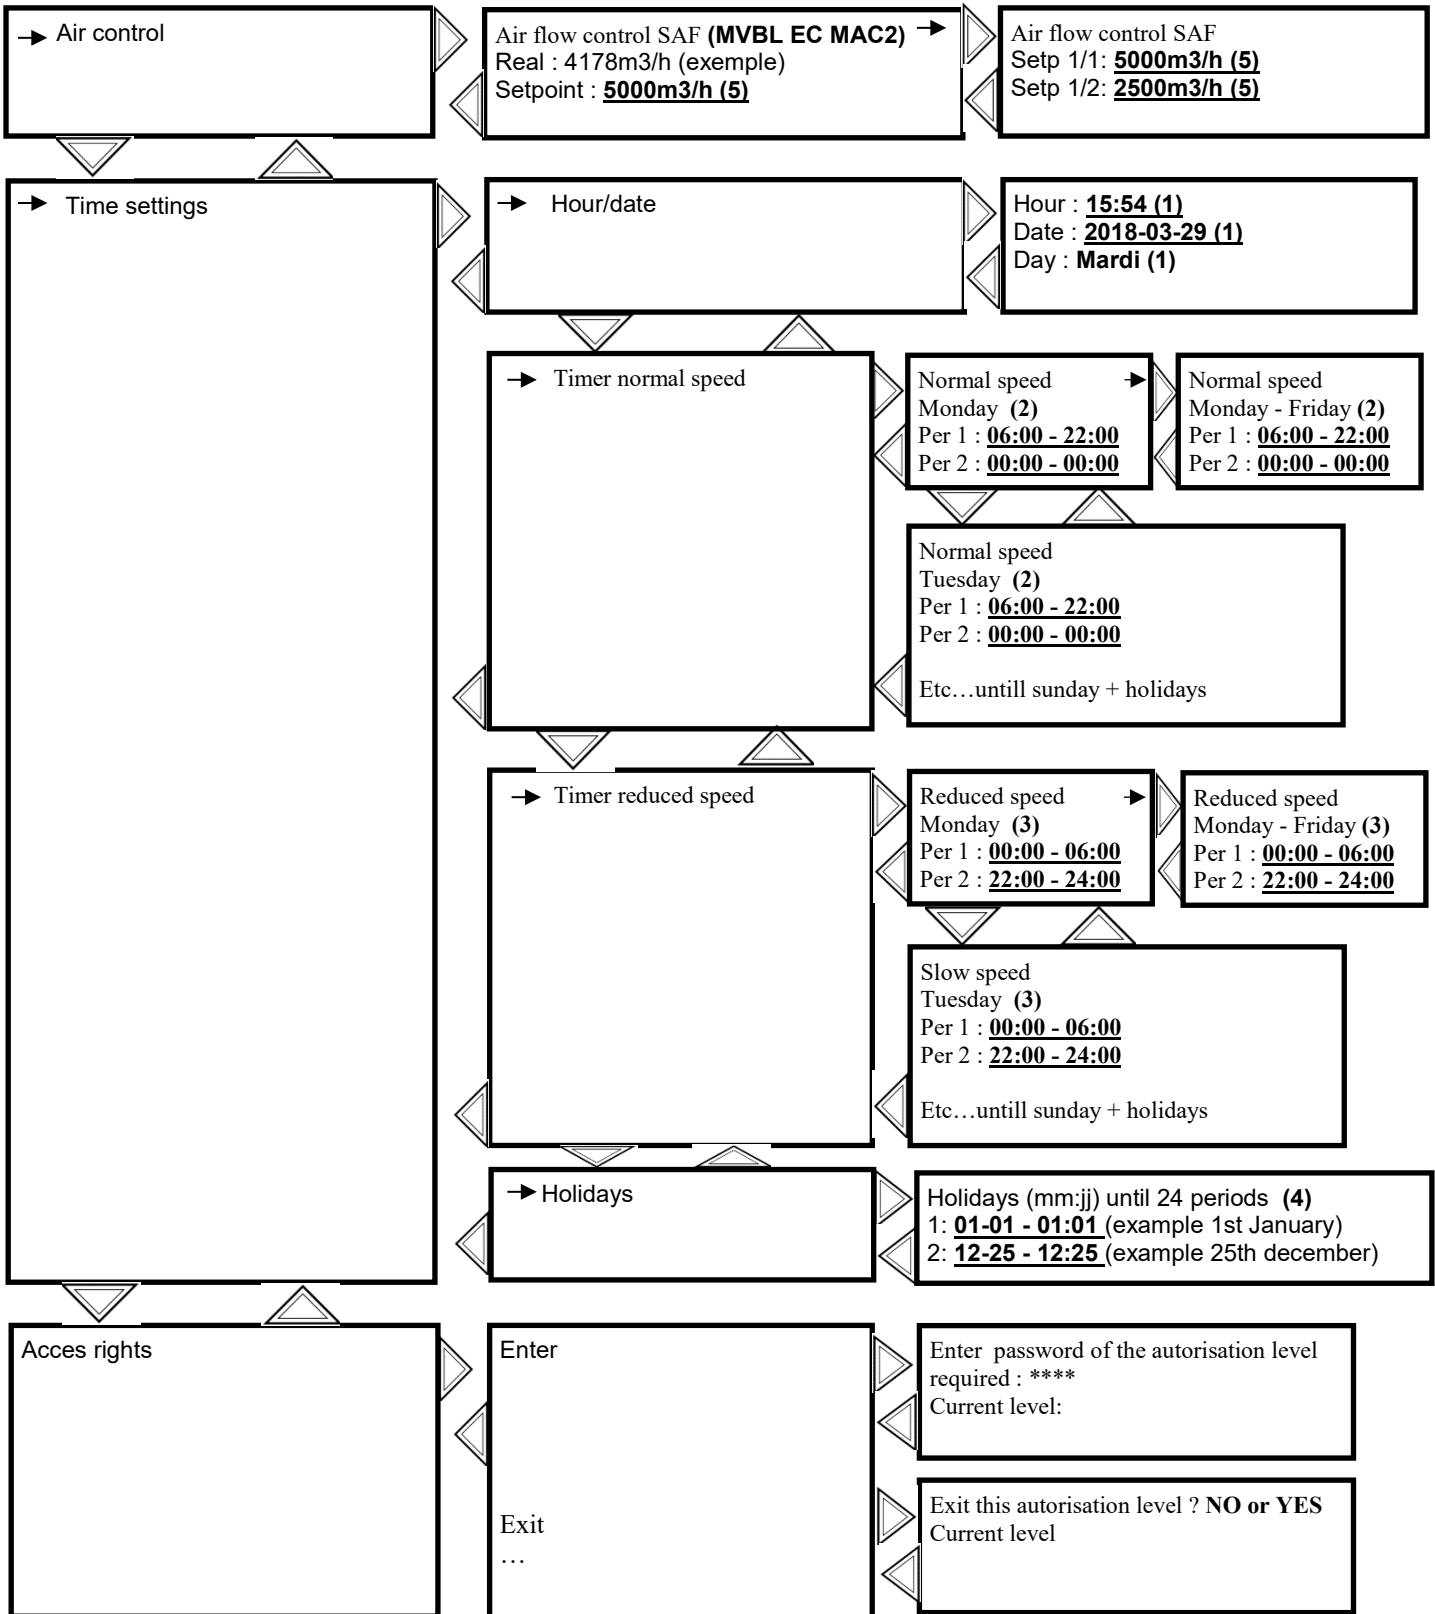 Air control
Air flow control SAF (MVBL EC MAC2)
Real : 4178m3/h (exemple)
Setpoint : 5000m3/h (5)
Air flow control SAF
Setp 1/1: 5000m3/h (5)
Setp 1/2: 2500m3/h (5)
Time settings
Hour/date
Hour : 15:54 (1)
Date : 2018-03-29 (1)
Day : Mardi (1)
Timer normal speed
Normal speed
Monday (2)
Per 1 : 06:00 - 22:00
Per 2 : 00:00 - 00:00
Normal speed
Monday - Friday (2)
Per 1 : 06:00 - 22:00
Per 2 : 00:00 - 00:00
Normal speed
Tuesday (2)
Per 1 : 06:00 - 22:00
Per 2 : 00:00 - 00:00
Etc…untill sunday + holidays
Timer reduced speed
Reduced speed
Monday (3)
Per 1 : 00:00 - 06:00
Per 2 : 22:00 - 24:00
Reduced speed
Monday - Friday (3)
Per 1 : 00:00 - 06:00
Per 2 : 22:00 - 24:00
Slow speed
Tuesday (3)
Per 1 : 00:00 - 06:00
Per 2 : 22:00 - 24:00
Etc…untill sunday + holidays
Holidays
Holidays (mm:jj) until 24 periods (4)
1: 01-01 - 01:01 (example 1st January)
2: 12-25 - 12:25 (example 25th december)
Acces rights
Enter
Exit
…
Enter password of the autorisation level
required : ****
Current level:
Exit this autorisation level ? NO or YES
Current level